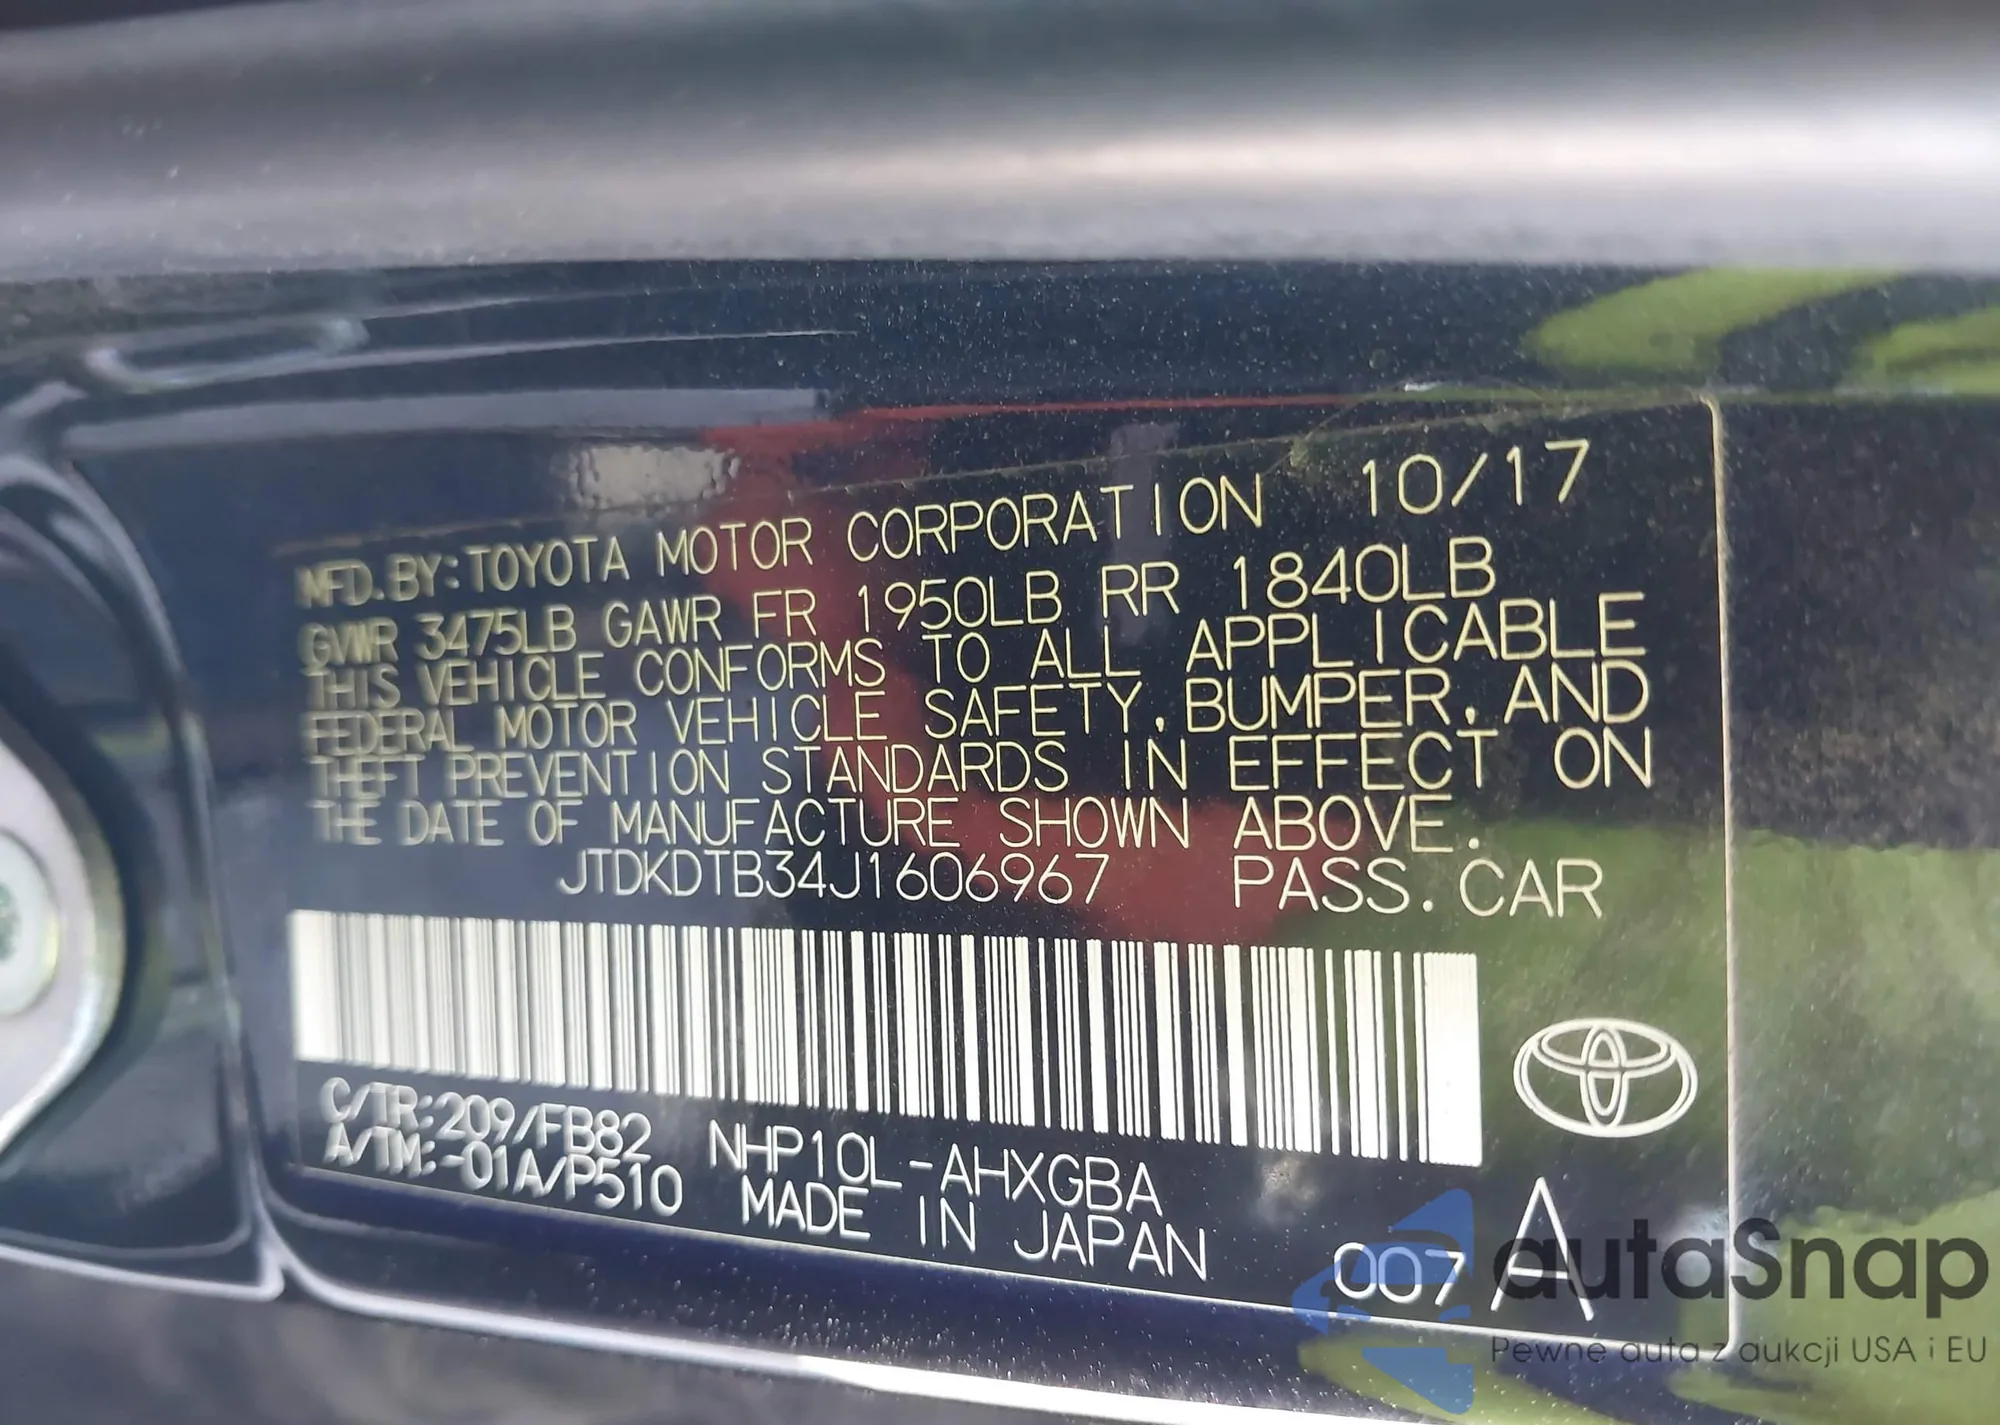 MFD.BY:TOYOTA MOTOR CORPORATION 10/17
GVWR 3475LB GAWR FR 1950LB RR 1840LB
THIS VEHICLE CONFORMS TO ALL APPLICABLE
FEDERAL MOTOR VEHICLE SAFETY, BUMPER, AND
THEFT PREVENTION STANDARDS IN EFFECT ON
THE DATE OF MANUFACTURE SHOWN ABOVE.
JTDKDTB34J1606967 PASS.CAR
C/TR:209/FB82 NHP10L-AHXGBA
A/TM:-01A/P510 MADE IN JAPAN
007 A
autaSnap
Pewne auta z aukcji USA i EU